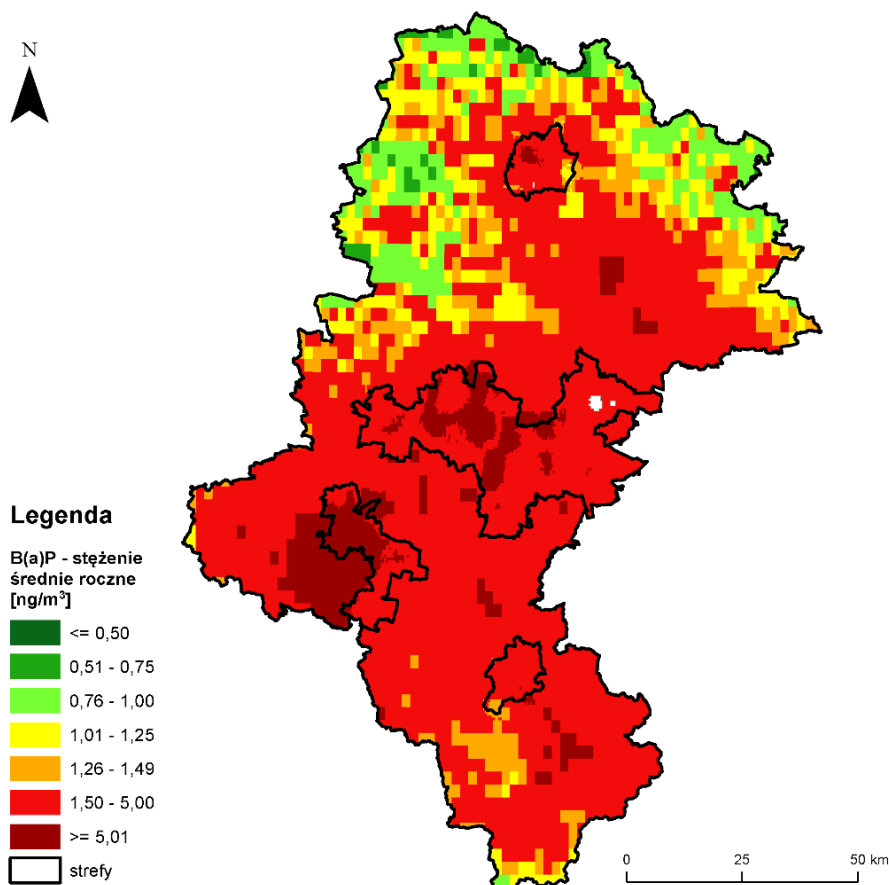 N
Legenda
B(a)P - stężenie
średnie roczne
[ng/m³]
<= 0,50
0,51 - 0,75
0,76 - 1,00
1,01 - 1,25
1,26 - 1,49
1,50 - 5,00
>= 5,01
strefy
0 25 50 km